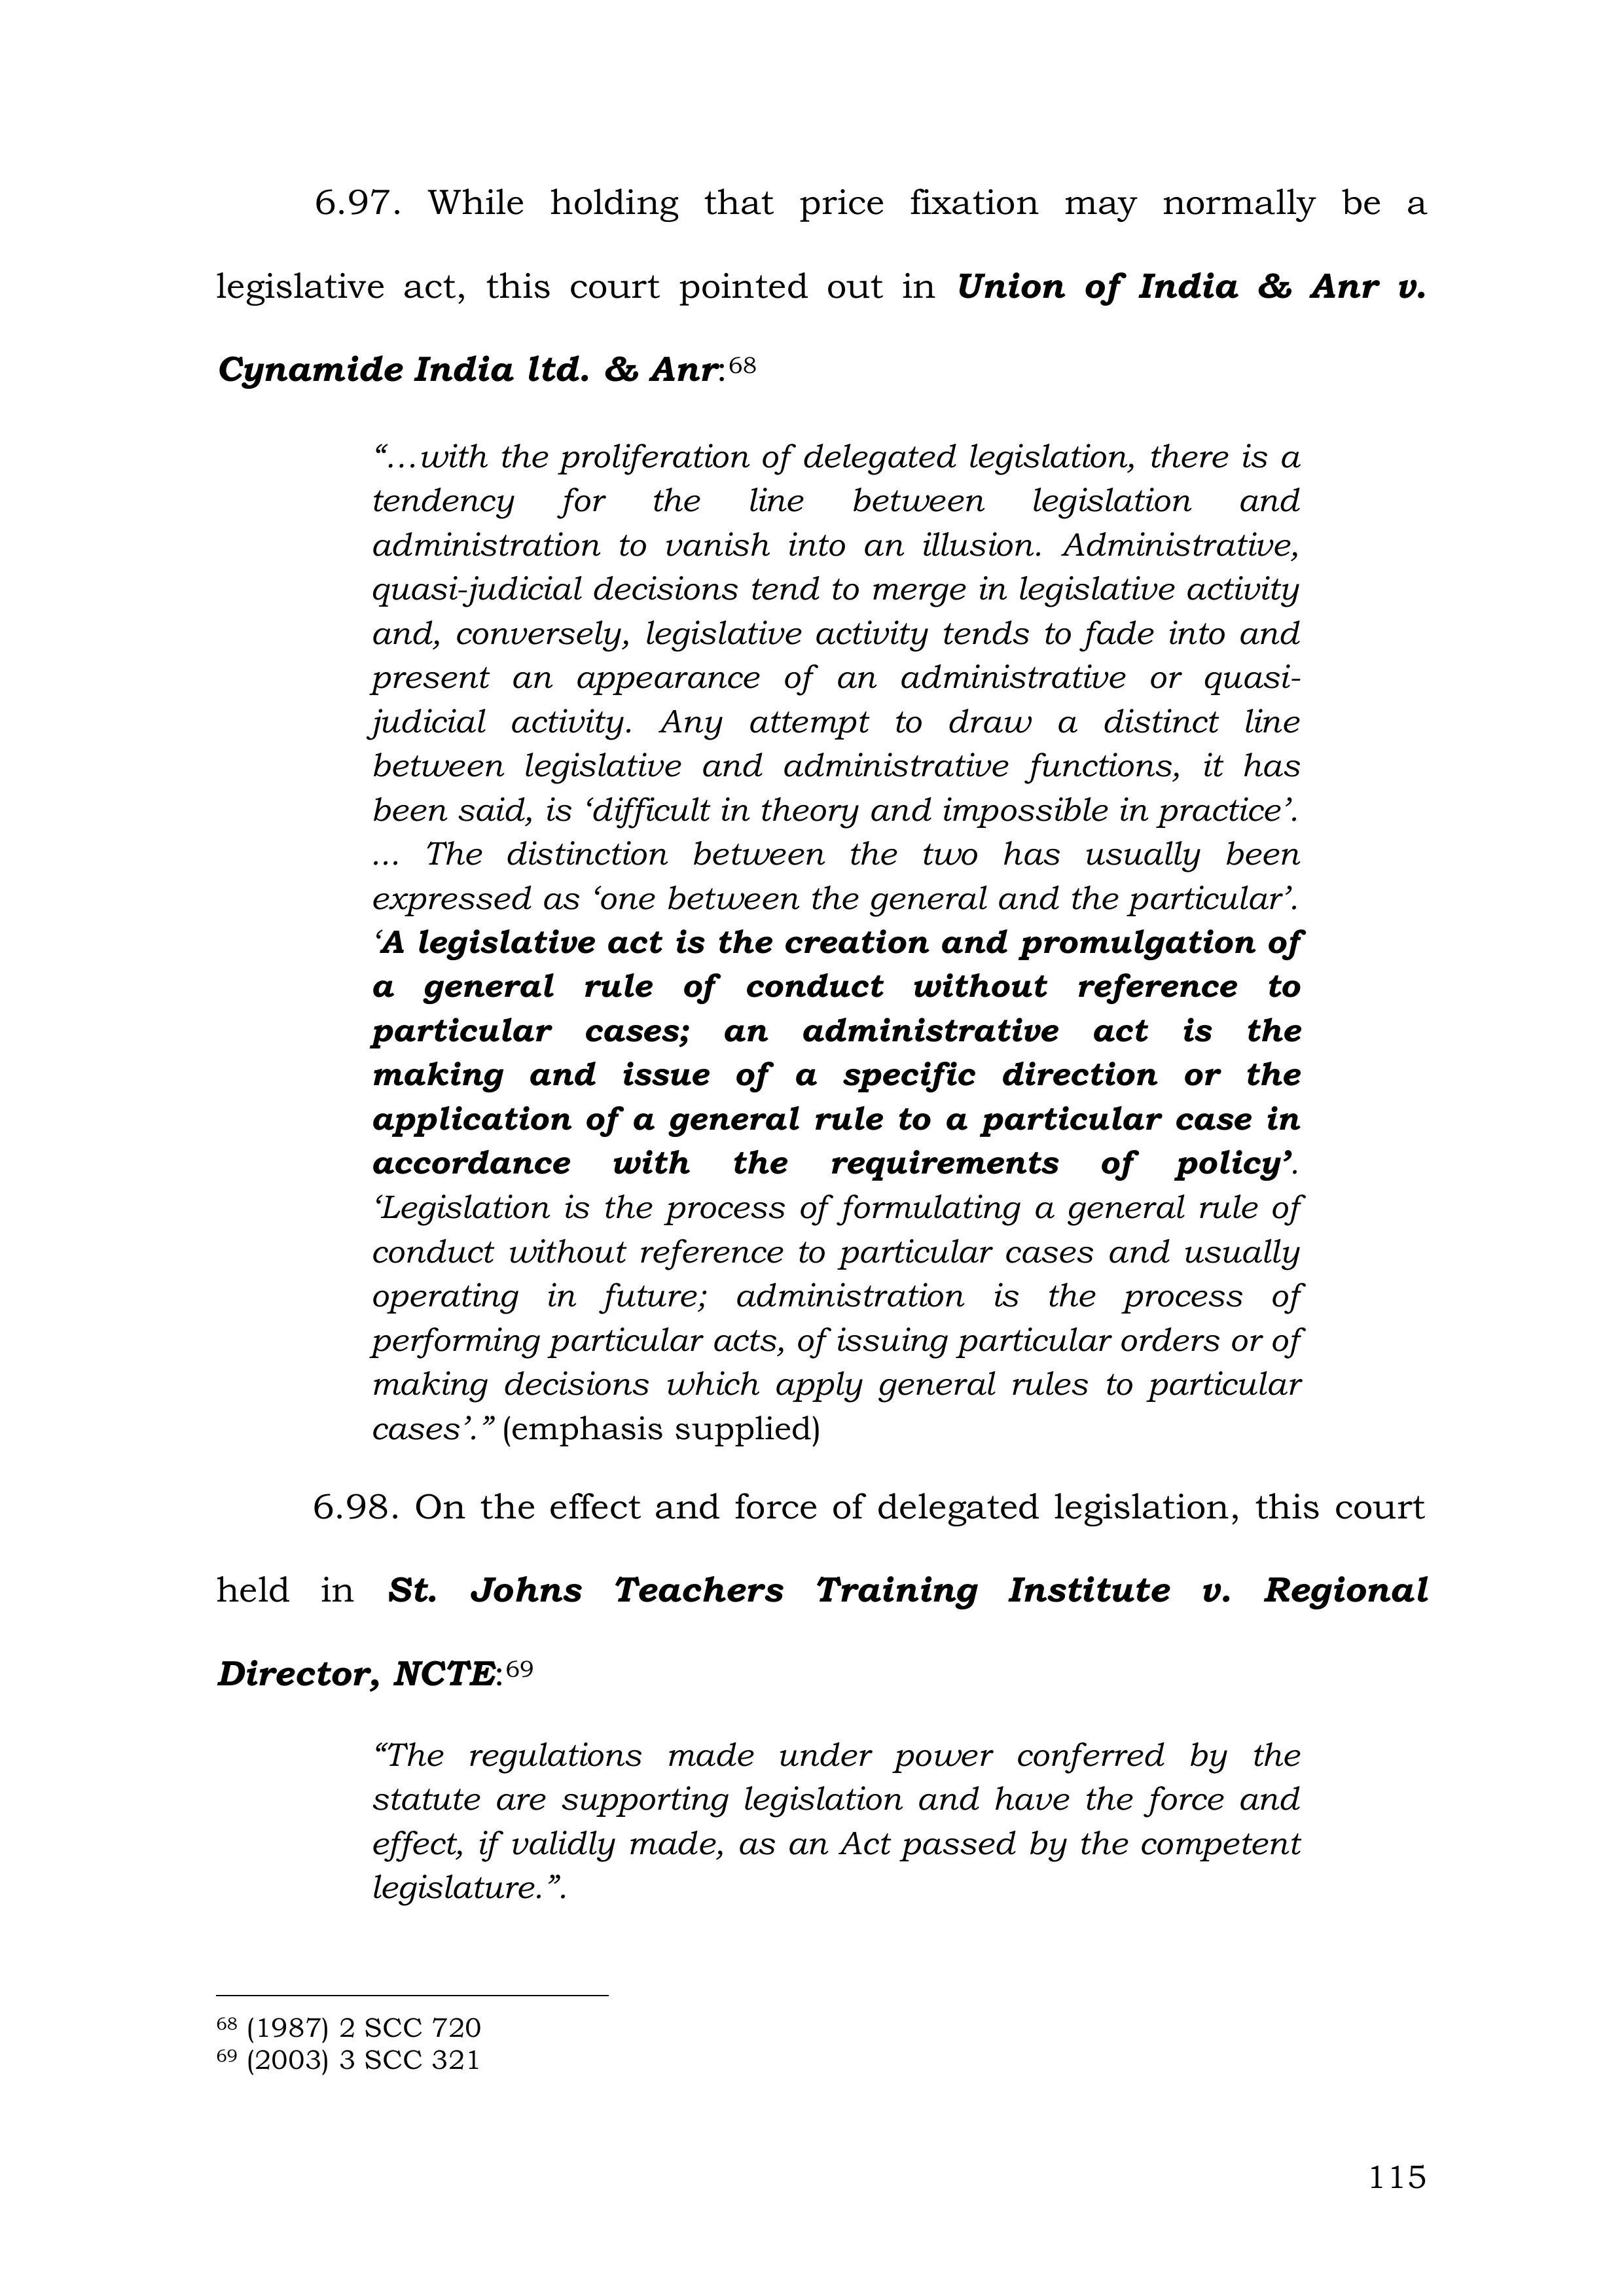 6.97. While holding that price fixation may normally be a
legislative act, this court pointed out in Union of India & Anr v.
Cynamide India ltd. & Anr:68
“…with the proliferation of delegated legislation, there is a
tendency for the line between legislation and
administration to vanish into an illusion. Administrative,
quasi-judicial decisions tend to merge in legislative activity
and, conversely, legislative activity tends to fade into and
present an appearance of an administrative or quasi-
judicial activity. Any attempt to draw a distinct line
between legislative and administrative functions, it has
been said, is ‘difficult in theory and impossible in practice’.
... The distinction between the two has usually been
expressed as ‘one between the general and the particular’.
‘A legislative act is the creation and promulgation of
a general rule of conduct without reference to
particular cases; an administrative act is the
making and issue of a specific direction or the
application of a general rule to a particular case in
accordance with the requirements of policy’.
‘Legislation is the process of formulating a general rule of
conduct without reference to particular cases and usually
operating in future; administration is the process of
performing particular acts, of issuing particular orders or of
making decisions which apply general rules to particular
cases’.” (emphasis supplied)
6.98. On the effect and force of delegated legislation, this court
held in St. Johns Teachers Training Institute v. Regional
Director, NCTE:69
“The regulations made under power conferred by the
statute are supporting legislation and have the force and
effect, if validly made, as an Act passed by the competent
legislature.”.
68 (1987) 2 SCC 720
69 (2003) 3 SCC 321
115